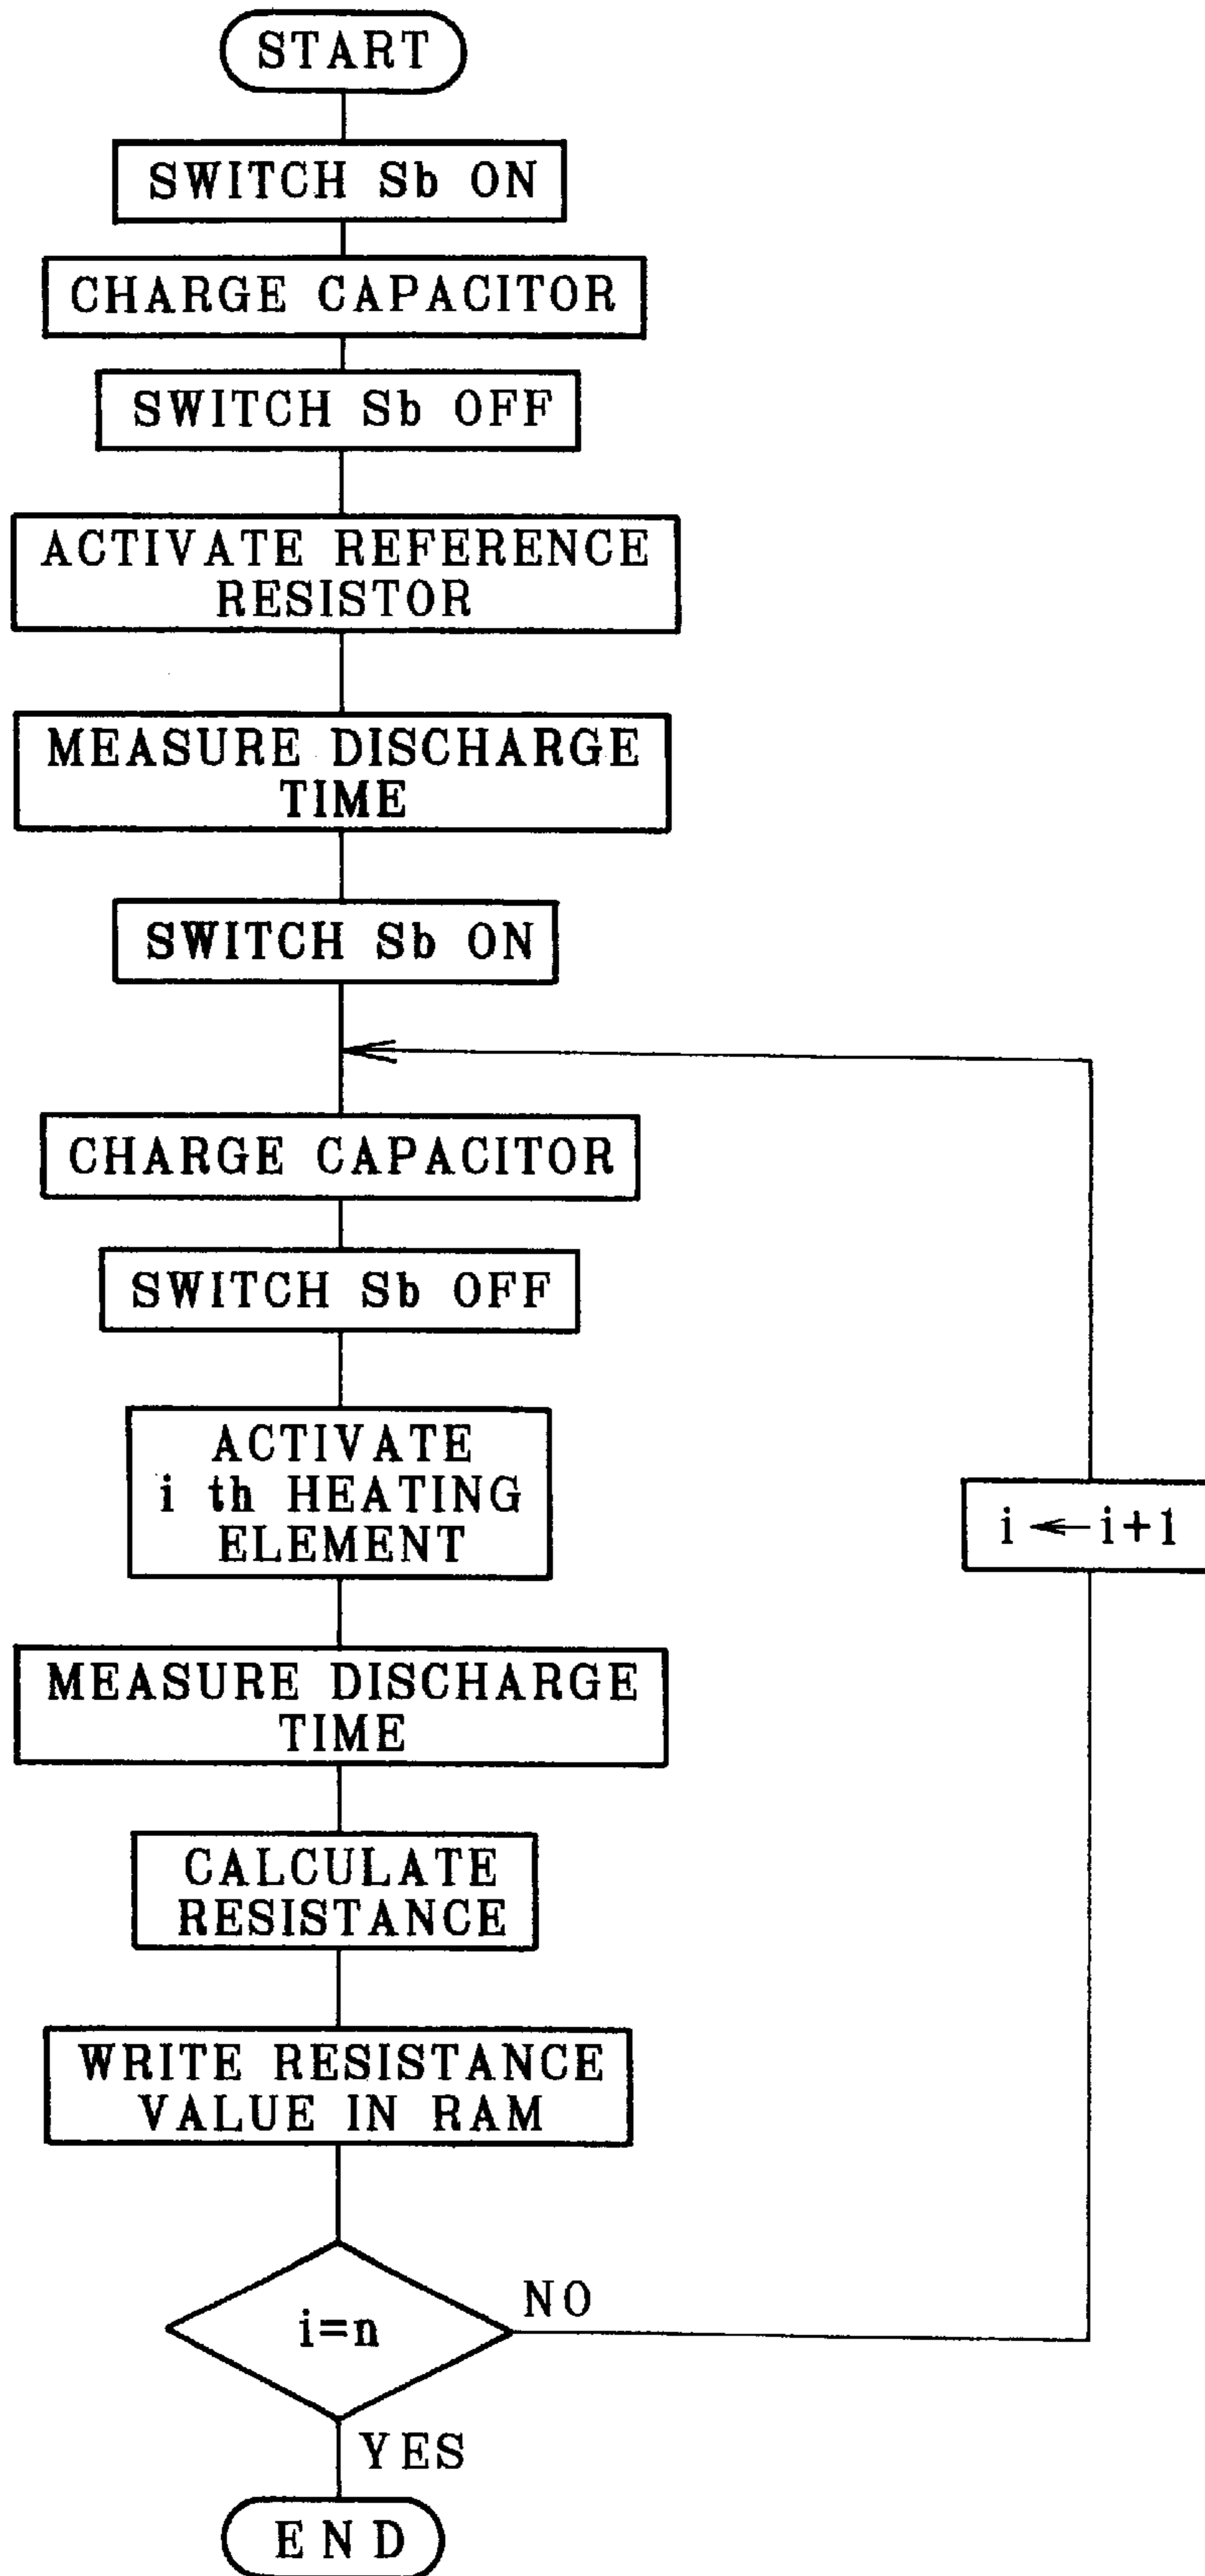 START
SWITCH Sb ON
CHARGE CAPACITOR
SWITCH Sb OFF
ACTIVATE REFERENCE
RESISTOR
MEASURE DISCHARGE
TIME
SWITCH Sb ON
CHARGE CAPACITOR
SWITCH Sb OFF
ACTIVATE
i th HEATING
ELEMENT
i ← i+1
MEASURE DISCHARGE
TIME
CALCULATE
RESISTANCE
WRITE RESISTANCE
VALUE IN RAM
i=n
NO
YES
END